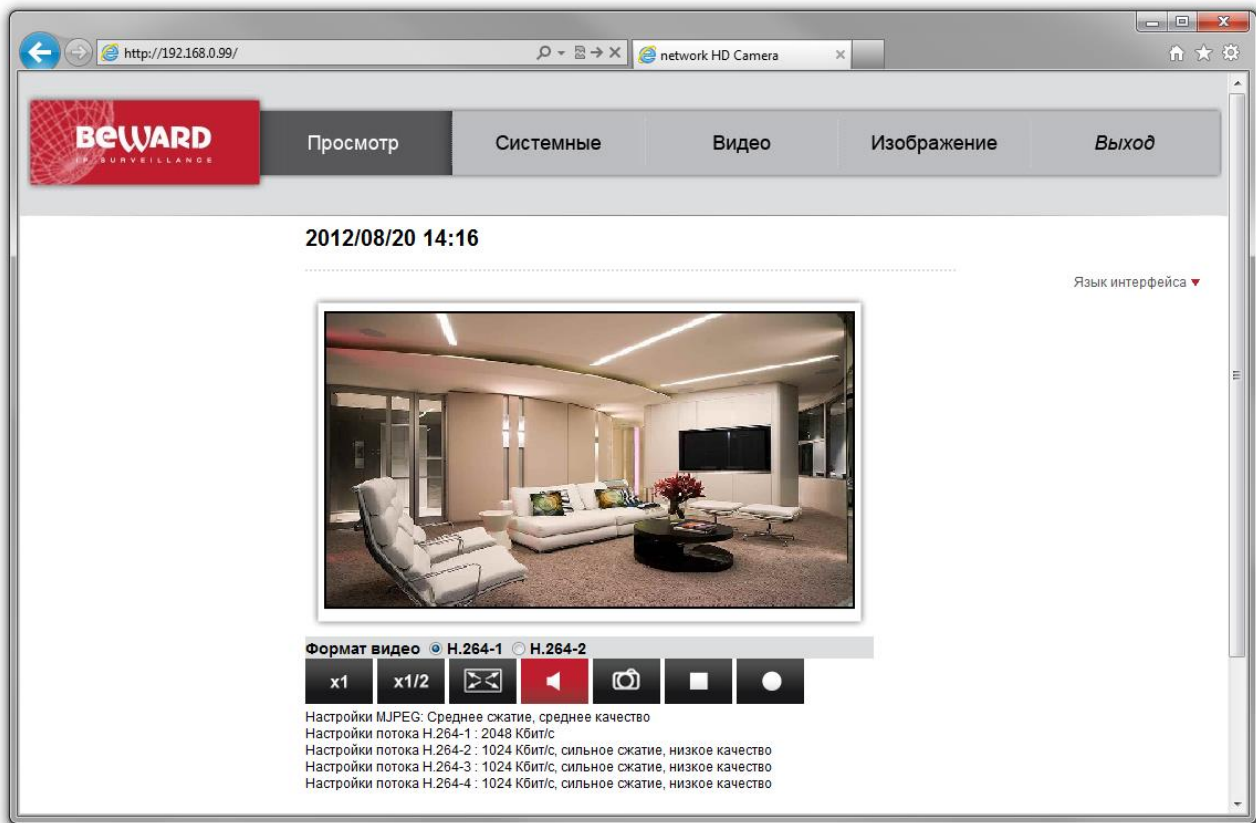 http://192.168.0.99/
network HD Camera
BEWARD
IP SURVEILLANCE
Просмотр
Системные
Видео
Изображение
Выход
2012/08/20 14:16
Язык интерфейса
Формат видео H.264-1 H.264-2
x1 x1/2
Настройки MJPEG: Среднее сжатие, среднее качество
Настройки потока H.264-1 : 2048 Кбит/с
Настройки потока H.264-2 : 1024 Кбит/с, сильное сжатие, низкое качество
Настройки потока H.264-3 : 1024 Кбит/с, сильное сжатие, низкое качество
Настройки потока H.264-4 : 1024 Кбит/с, сильное сжатие, низкое качество